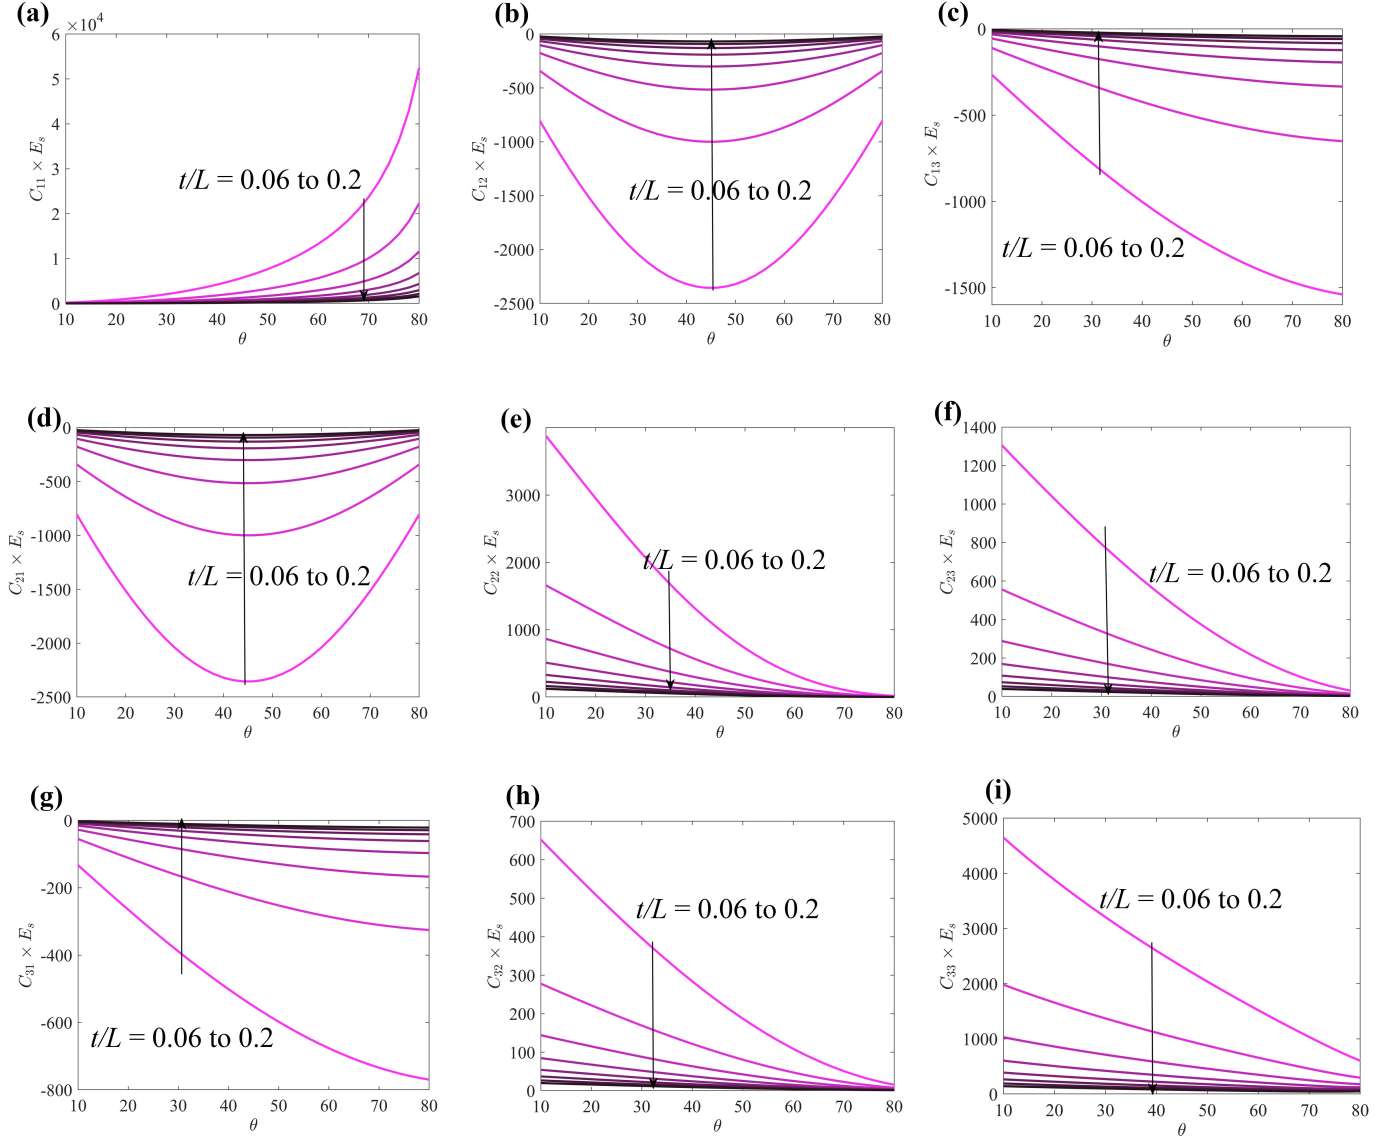 (a)
×10⁴
6
5
4
3
2
1
0
C₁₁ × Eₛ
t/L = 0.06 to 0.2
10 20 30 40 50 60 70 80
θ
(b)
0
-500
-1000
-1500
-2000
-2500
C₁₂ × Eₛ
t/L = 0.06 to 0.2
10 20 30 40 50 60 70 80
θ
(c)
0
-500
-1000
-1500
C₁₃ × Eₛ
t/L = 0.06 to 0.2
10 20 30 40 50 60 70 80
θ
(d)
0
-500
-1000
-1500
-2000
-2500
C₂₁ × Eₛ
t/L = 0.06 to 0.2
10 20 30 40 50 60 70 80
θ
(e)
3000
2000
1000
0
C₂₂ × Eₛ
t/L = 0.06 to 0.2
10 20 30 40 50 60 70 80
θ
(f)
1400
1200
1000
800
600
400
200
0
C₂₃ × Eₛ
t/L = 0.06 to 0.2
10 20 30 40 50 60 70 80
θ
(g)
0
-200
-400
-600
-800
C₃₁ × Eₛ
t/L = 0.06 to 0.2
10 20 30 40 50 60 70 80
θ
(h)
700
600
500
400
300
200
100
0
C₃₂ × Eₛ
t/L = 0.06 to 0.2
10 20 30 40 50 60 70 80
θ
(i)
5000
4000
3000
2000
1000
0
C₃₃ × Eₛ
t/L = 0.06 to 0.2
10 20 30 40 50 60 70 80
θ